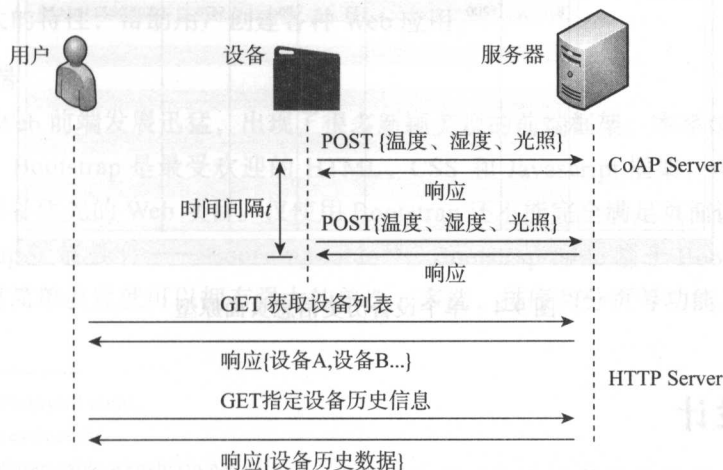 用户
设备
服务器
POST {温度、湿度、光照}
CoAP Server
响应
时间间隔t
POST{温度、湿度、光照}
响应
GET 获取设备列表
响应{设备A,设备B...}
HTTP Server
GET指定设备历史信息
响应{设备历史数据}